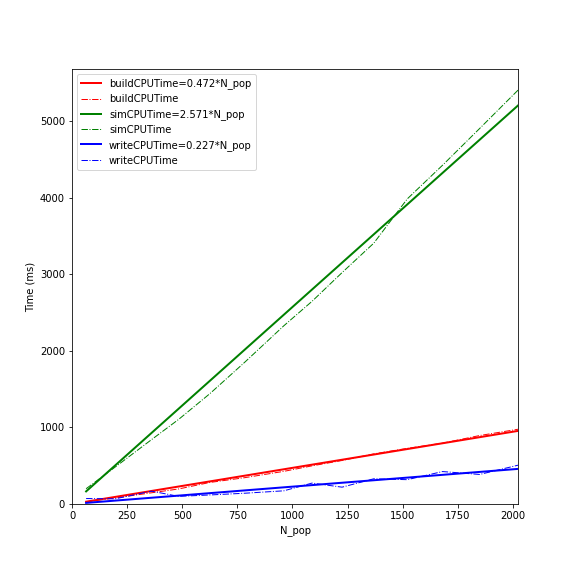 buildCPUTime=0.472*N_pop
buildCPUTime
simCPUTime=2.571*N_pop
simCPUTime
writeCPUTime=0.227*N_pop
writeCPUTime
5000
4000
3000
2000
1000
0
Time (ms)
0 250 500 750 1000 1250 1500 1750 2000
N_pop